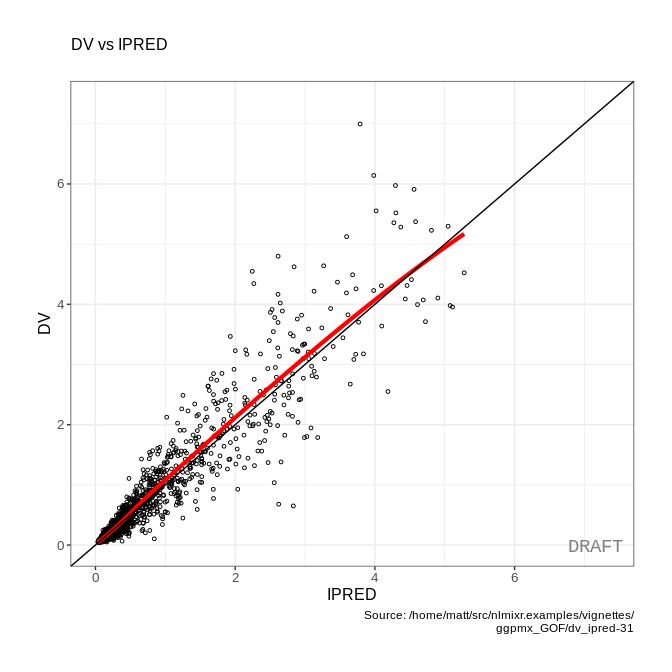 DV vs IPRED
6
4
2
0
DV
DRAFT
0 2 4 6
IPRED
Source: /home/matt/src/nlmixr.examples/vignettes/
ggpmx_GOF/dv_ipred-31